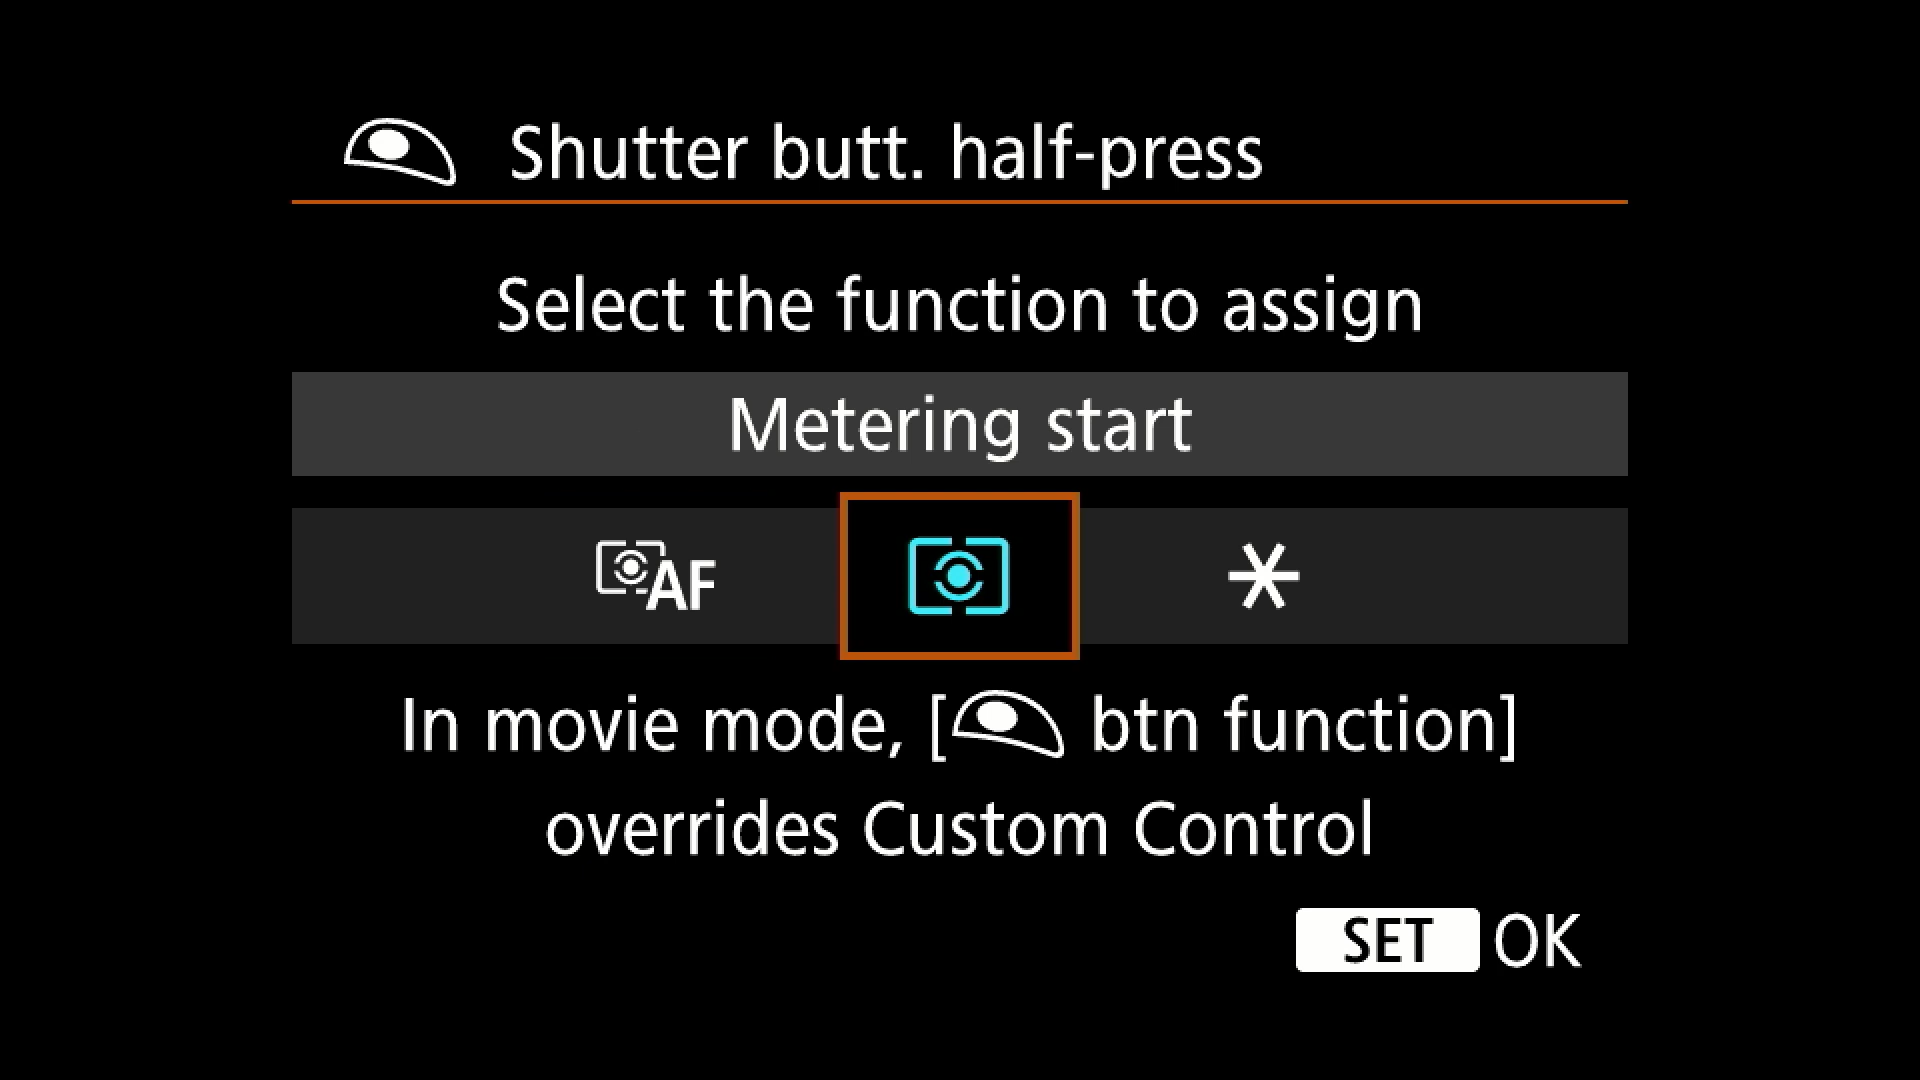 Shutter butt. half-press
Select the function to assign
Metering start
AF
In movie mode, [ btn function]
overrides Custom Control
SET OK